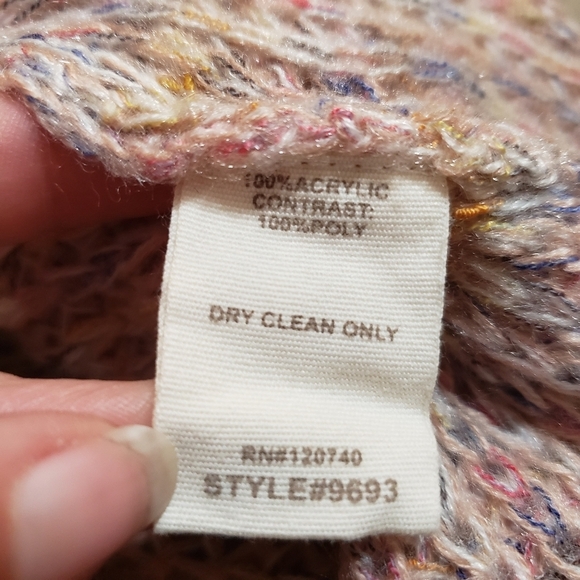 100%ACRYLIC
CONTRAST:
100%POLY
DRY CLEAN ONLY
RN#120740
STYLE#9693